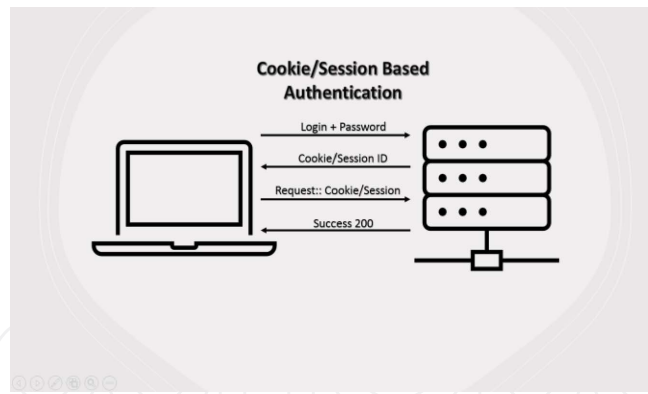 Cookie/Session Based
Authentication
Login + Password
Cookie/Session ID
Request:: Cookie/Session
Success 200